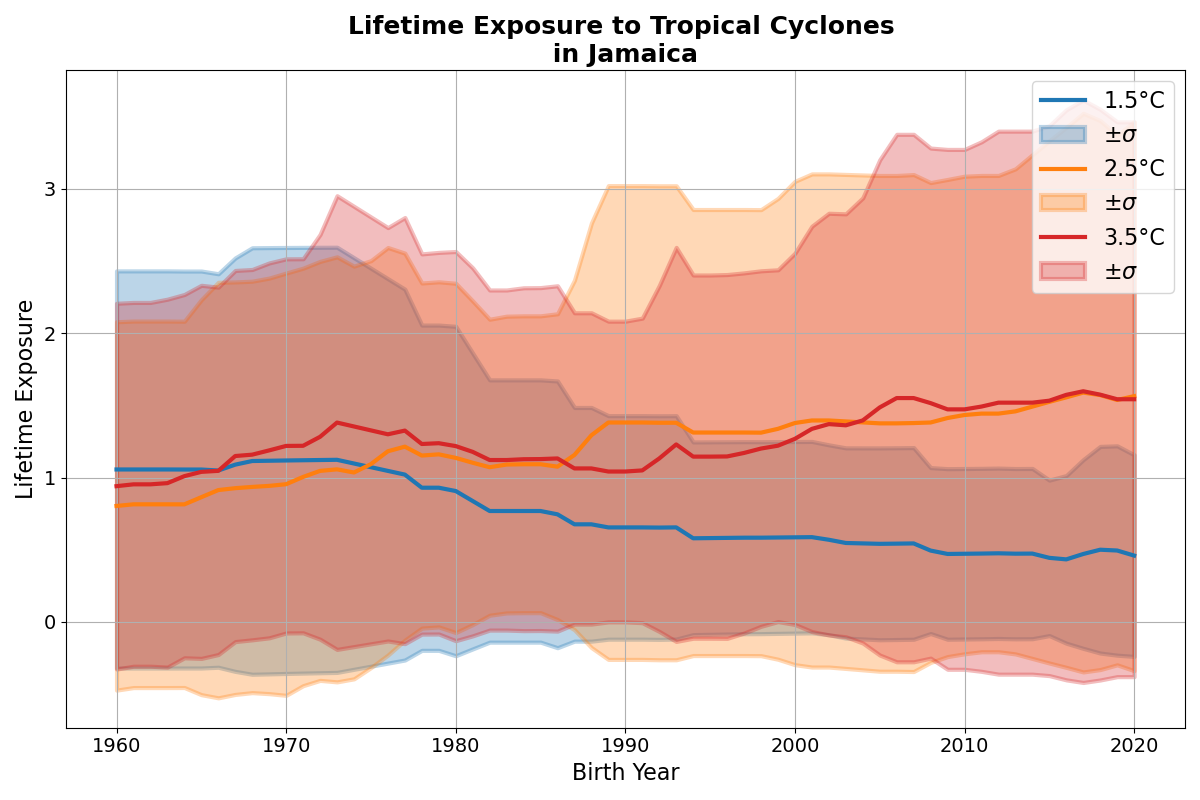 Lifetime Exposure to Tropical Cyclones
in Jamaica
Lifetime Exposure
3
2
1
0
1960 1970 1980 1990 2000 2010 2020
Birth Year
1.5°C
±σ
2.5°C
±σ
3.5°C
±σ